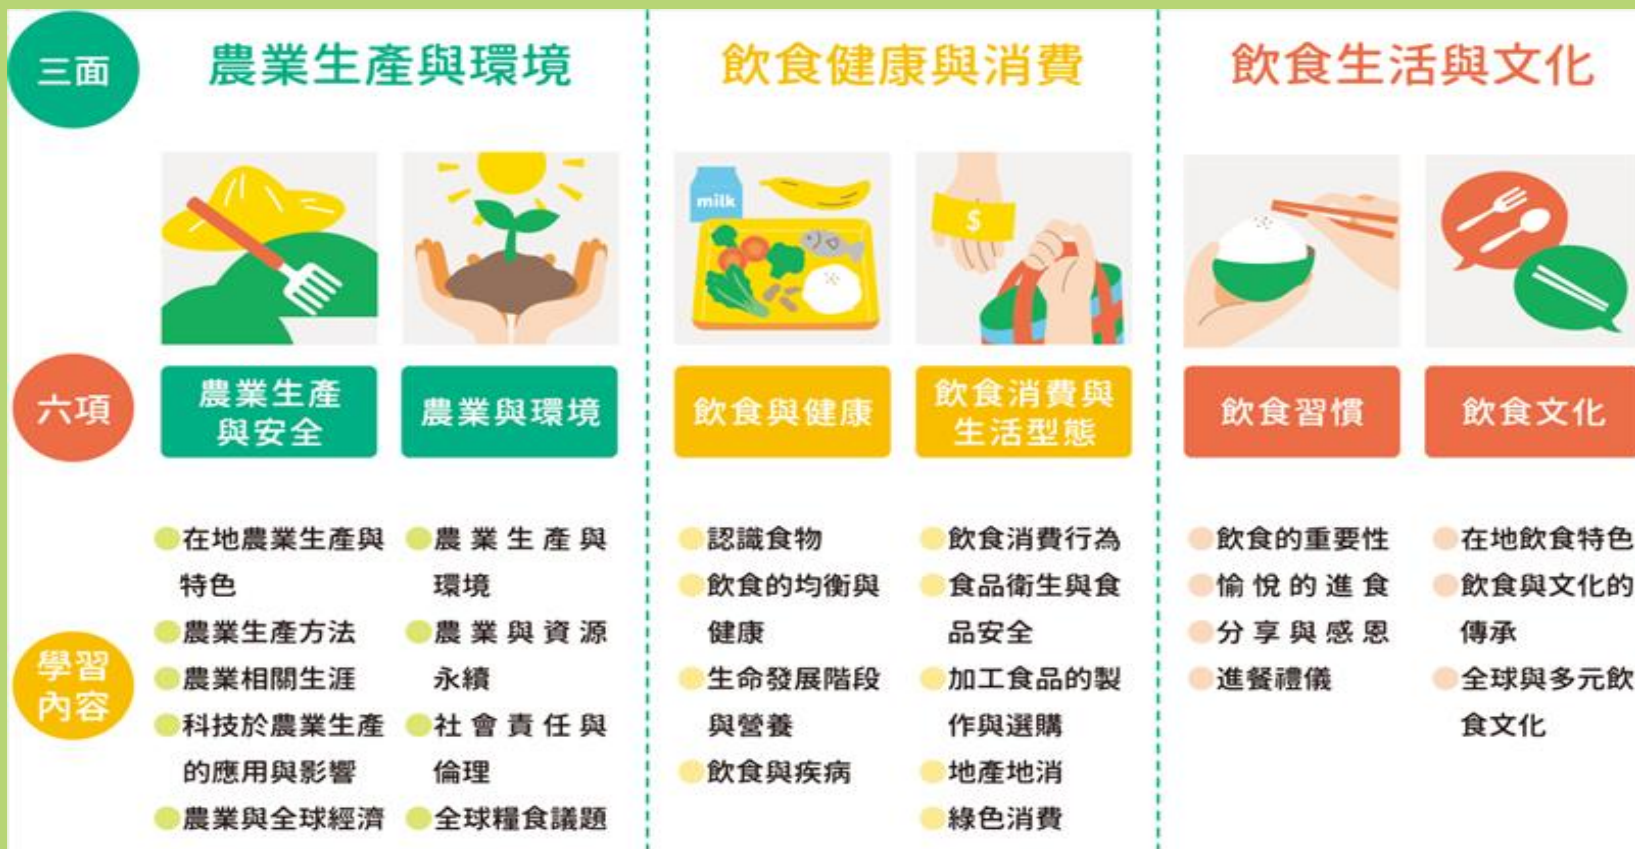 三面
農業生產與環境
飲食健康與消費
飲食生活與文化
milk
$
六項
農業生產
與安全
農業與環境
飲食與健康
飲食消費與
生活型態
飲食習慣
飲食文化
學習
內容
在地農業生產與
特色
農業生產方法
農業相關生涯
科技於農業生產
的應用與影響
農業與全球經濟
農業生產與
環境
農業與資源
永續
社會責任與
倫理
全球糧食議題
認識食物
飲食的均衡與
健康
生命發展階段
與營養
飲食與疾病
飲食消費行為
食品衛生與食
品安全
加工食品的製
作與選購
地產地消
綠色消費
飲食的重要性
愉悅的進食
分享與感恩
進餐禮儀
在地飲食特色
飲食與文化的
傳承
全球與多元飲
食文化